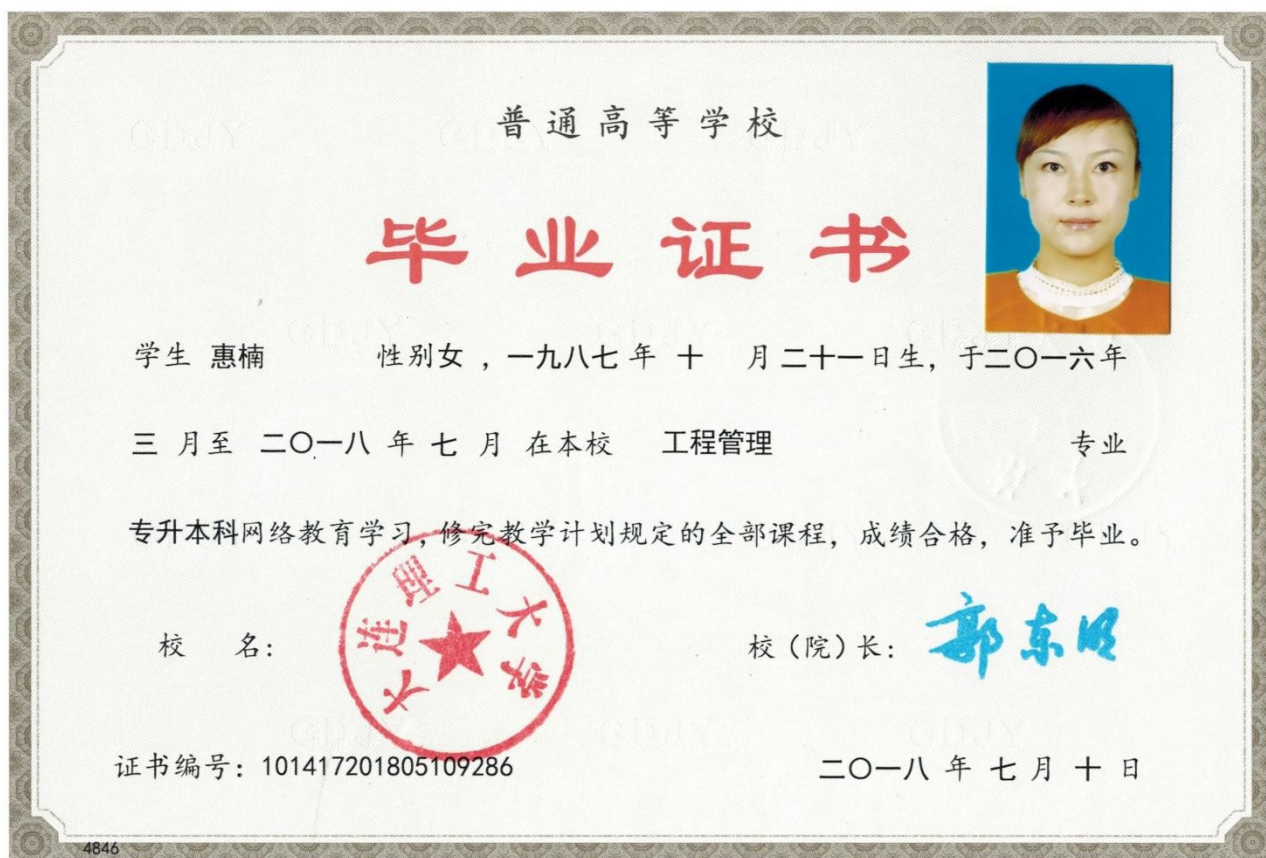 普通高等学校
毕业证书
学生 惠楠 性别女，一九八七年 十 月二十一日生，于二〇一六年
三 月至 二〇一八 年 七 月 在本校 工程管理 专业
专升本科网络教育学习，修完教学计划规定的全部课程，成绩合格，准予毕业。
大连理工大学
校 名：
校（院）长： 郭东明
证书编号：101417201805109286
二〇一八 年 七 月 十 日
4846